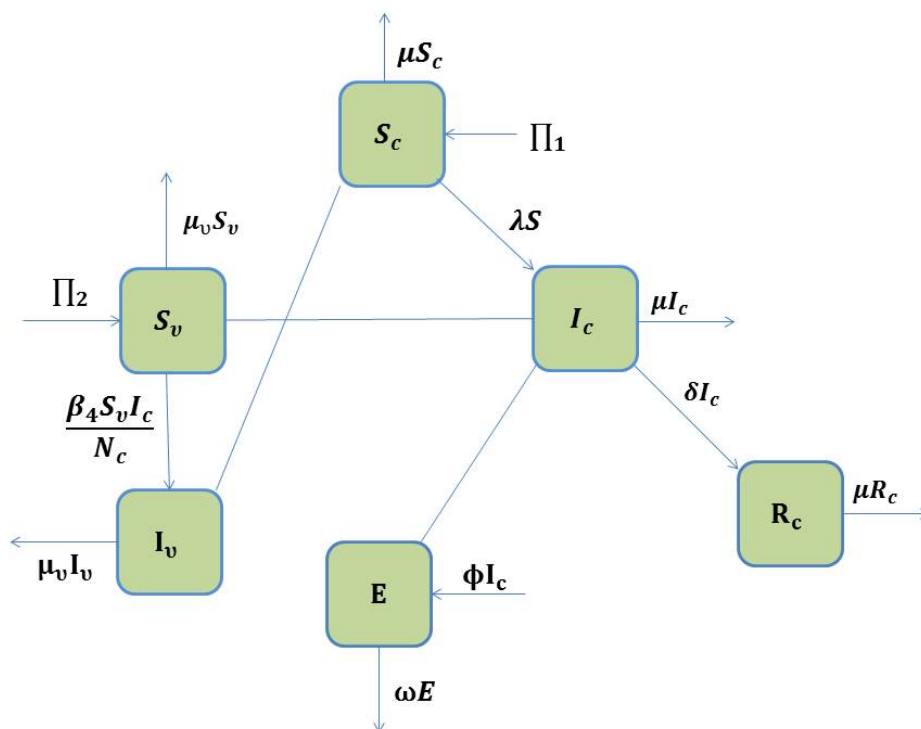 μS_c
S_c
∏1
μ_υS_υ
λS
∏2
S_υ
I_c
μI_c
β_4S_υI_c
N_c
δI_c
I_υ
R_c
μR_c
μ_υI_υ
E
ϕI_c
ωE